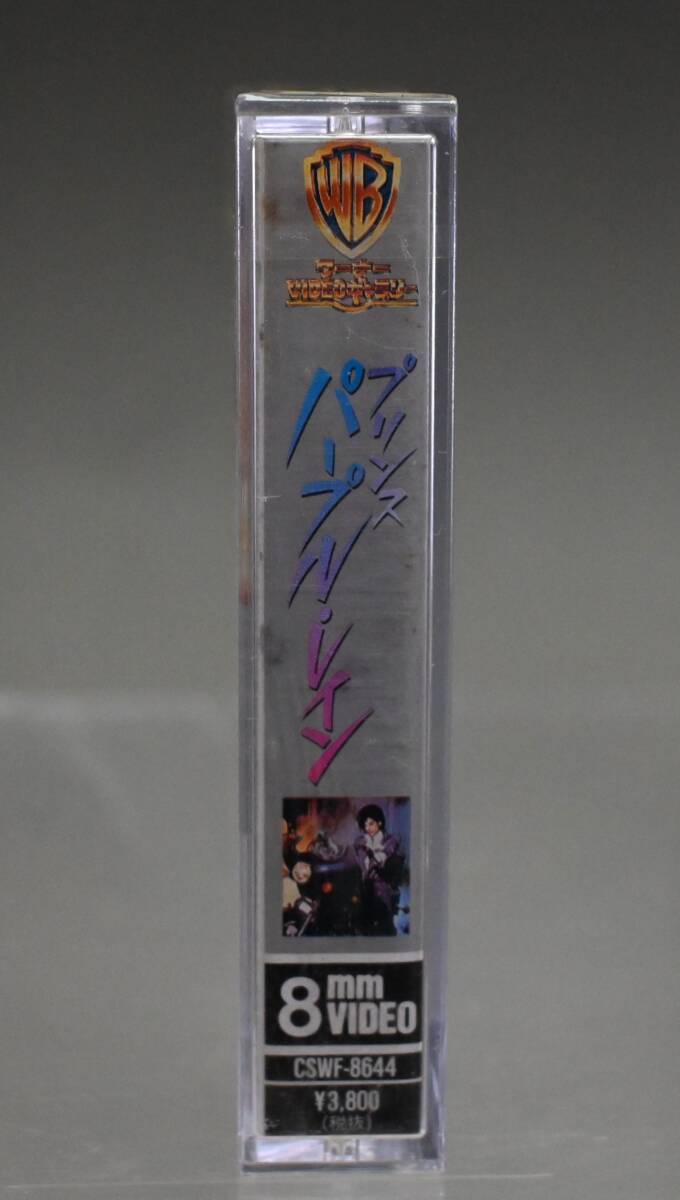 WB
ワーナー
VIDEOギャラリー
プリンス
パープル・レイン
8mm VIDEO
CSWF-8644
¥3,800
(税抜)